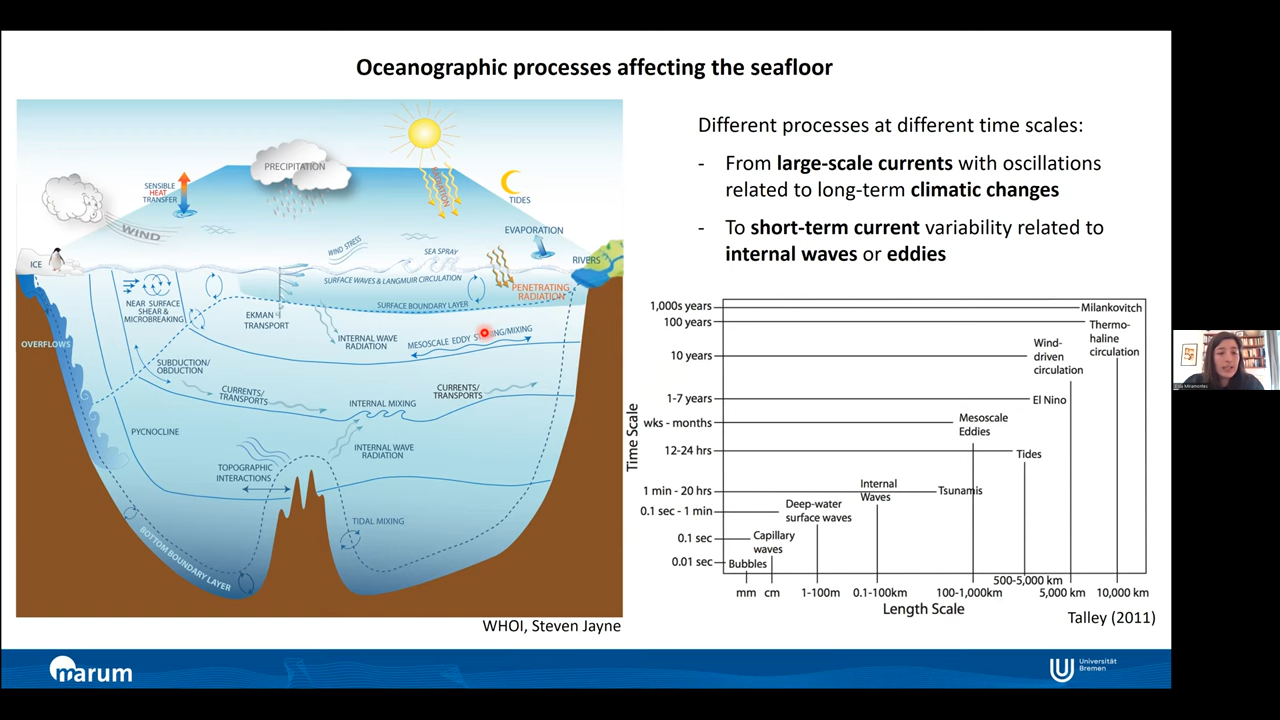 Oceanographic processes affecting the seafloor
PRECIPITATION
SENSIBLE
HEAT
TRANSFER
RADIATION
TIDES
WIND
EVAPORATION
WIND STRESS
SEA SPRAY
ICE
RIVERS
SURFACE WAVES & LANGMUIR CIRCULATION
PENETRATING
RADIATION
NEAR SURFACE
SHEAR &
MICROBREAKING
SURFACE BOUNDARY LAYER
EKMAN
TRANSPORT
INTERNAL WAVE
RADIATION
MESOSCALE EDDY S NG/MIXING
OVERFLOWS
SUBDUCTION/
OBDUCTION
CURRENTS/
TRANSPORTS
CURRENTS/
TRANSPORTS
INTERNAL MIXING
PYCNOCLINE
INTERNAL WAVE
RADIATION
TOPOGRAPHIC
INTERACTIONS
TIDAL MIXING
BOTTOM BOUNDARY LAYER
WHOI, Steven Jayne
Different processes at different time scales:
- From large-scale currents with oscillations
related to long-term climatic changes
- To short-term current variability related to
internal waves or eddies
Time Scale
1,000s years
100 years
10 years
1-7 years
wks - months
12-24 hrs
1 min - 20 hrs
0.1 sec - 1 min
0.1 sec
0.01 sec
Milankovitch
Thermo-
haline
circulation
Wind-
driven
circulation
El Nino
Mesoscale
Eddies
Tides
Internal
Waves
Tsunamis
Deep-water
surface waves
Capillary
waves
Bubbles
500-5,000 km
mm cm 1-100m 0.1-100km 100-1,000km 5,000 km 10,000 km
Length Scale
Talley (2011)
marum
Universität
Bremen